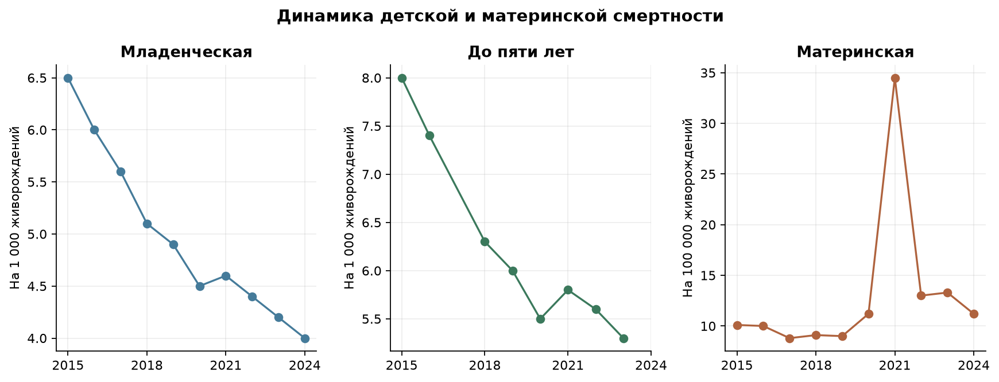 Динамика детской и материнской смертности
Младенческая
На 1 000 живорождений
6.5
6.0
5.5
5.0
4.5
4.0
2015 2018 2021 2024
До пяти лет
На 1 000 живорождений
8.0
7.5
7.0
6.5
6.0
5.5
2015 2018 2021 2024
Материнская
На 100 000 живорождений
35
30
25
20
15
10
2015 2018 2021 2024